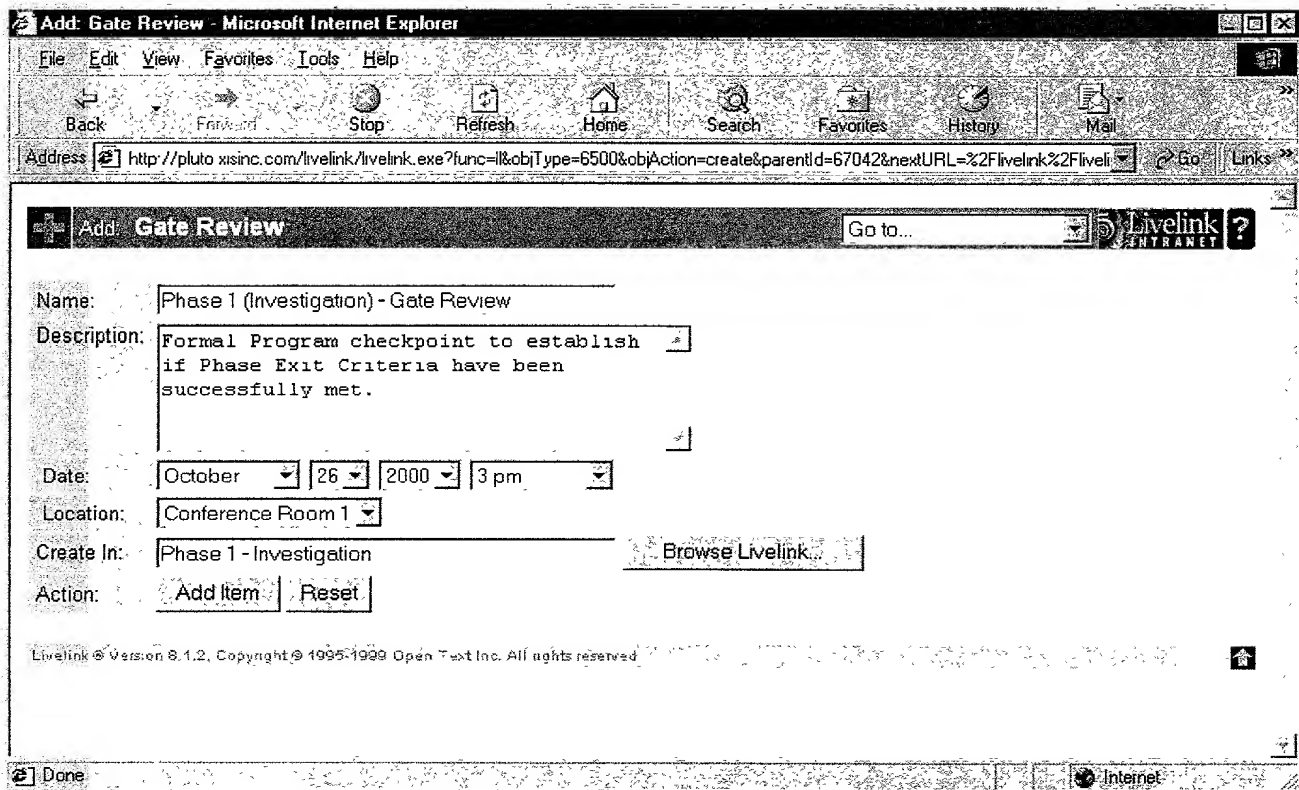 Add: Gate Review - Microsoft Internet Explorer
File Edit View Favorites Tools Help
Back Forward Stop Refresh Home Search Favorites History Mail »
Address http://pluto.xisinc.com/livelink/livelink.exe?func=ll&objType=6500&objAction=create&parentId=67042&nextURL=%2Flivelink%2Fliveli Go Links »
Add: Gate Review Go to... Livelink INTRANET ?
Name: Phase 1 (Investigation) - Gate Review
Description: Formal Program checkpoint to establish
if Phase Exit Criteria have been
successfully met.
Date: October 26 2000 3 pm
Location: Conference Room 1
Create In: Phase 1 - Investigation Browse Livelink...
Action: Add Item Reset
Livelink ® Version 8.1.2, Copyright © 1995-1999 Open Text Inc. All rights reserved
Done Internet